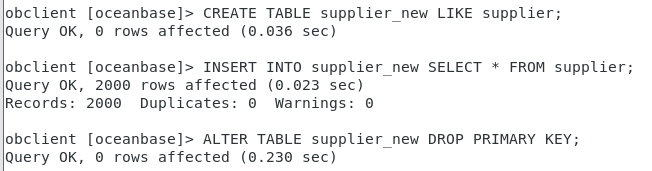 obclient [oceanbase]> CREATE TABLE supplier_new LIKE supplier;
Query OK, 0 rows affected (0.036 sec)
obclient [oceanbase]> INSERT INTO supplier_new SELECT * FROM supplier;
Query OK, 2000 rows affected (0.023 sec)
Records: 2000  Duplicates: 0  Warnings: 0
obclient [oceanbase]> ALTER TABLE supplier_new DROP PRIMARY KEY;
Query OK, 0 rows affected (0.230 sec)